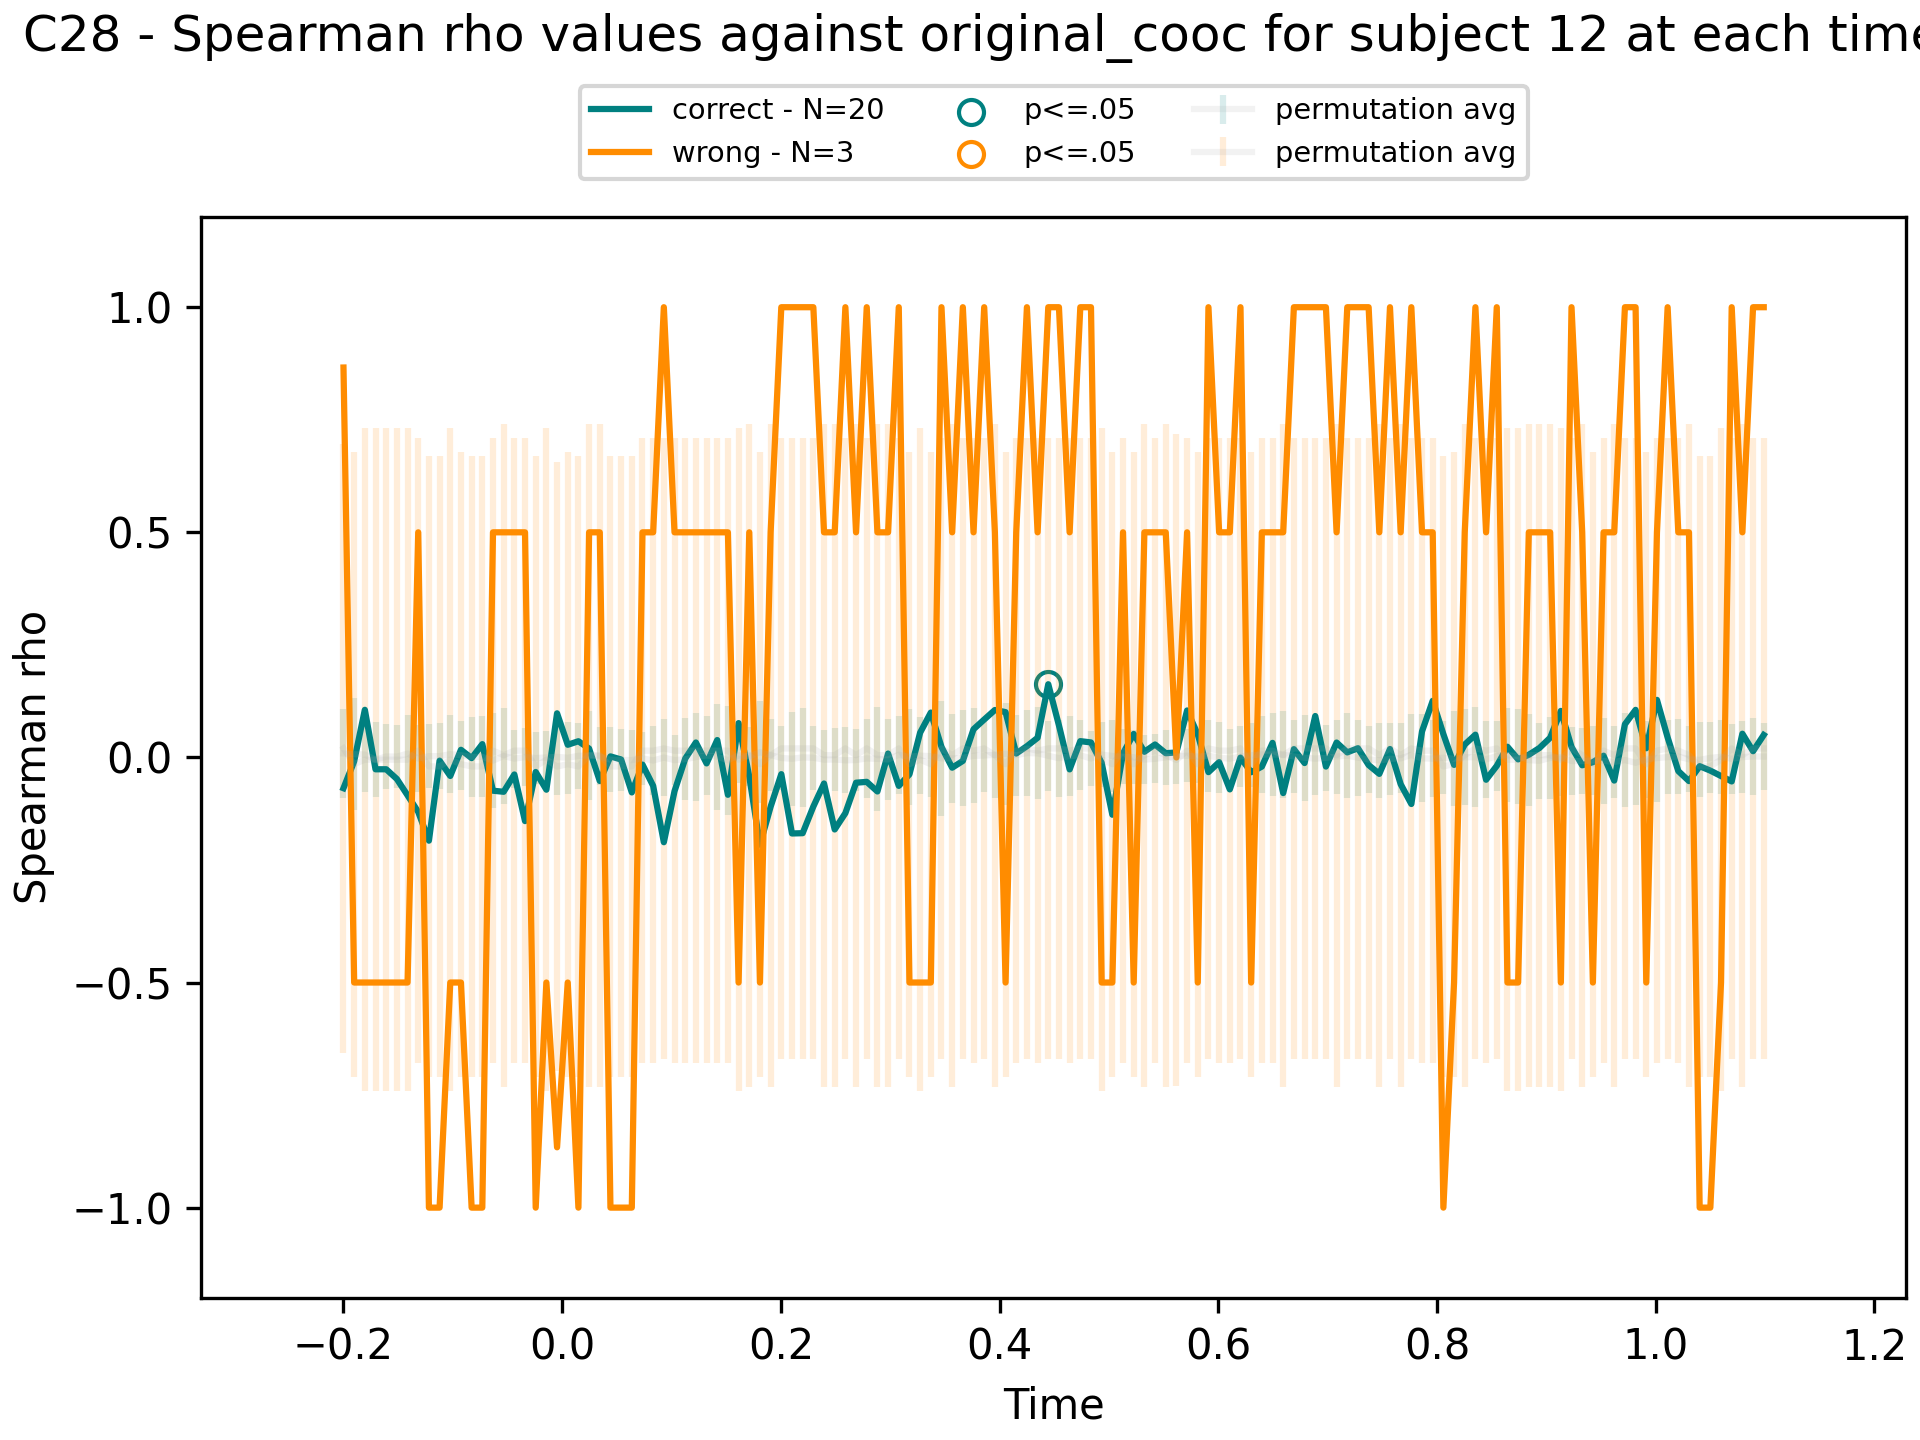 C28 - Spearman rho values against original_cooc for subject 12 at each time
correct - N=20 p<=.05 permutation avg
wrong - N=3 p<=.05 permutation avg
1.0
0.5
0.0
−0.5
−1.0
Spearman rho
−0.2 0.0 0.2 0.4 0.6 0.8 1.0 1.2
Time